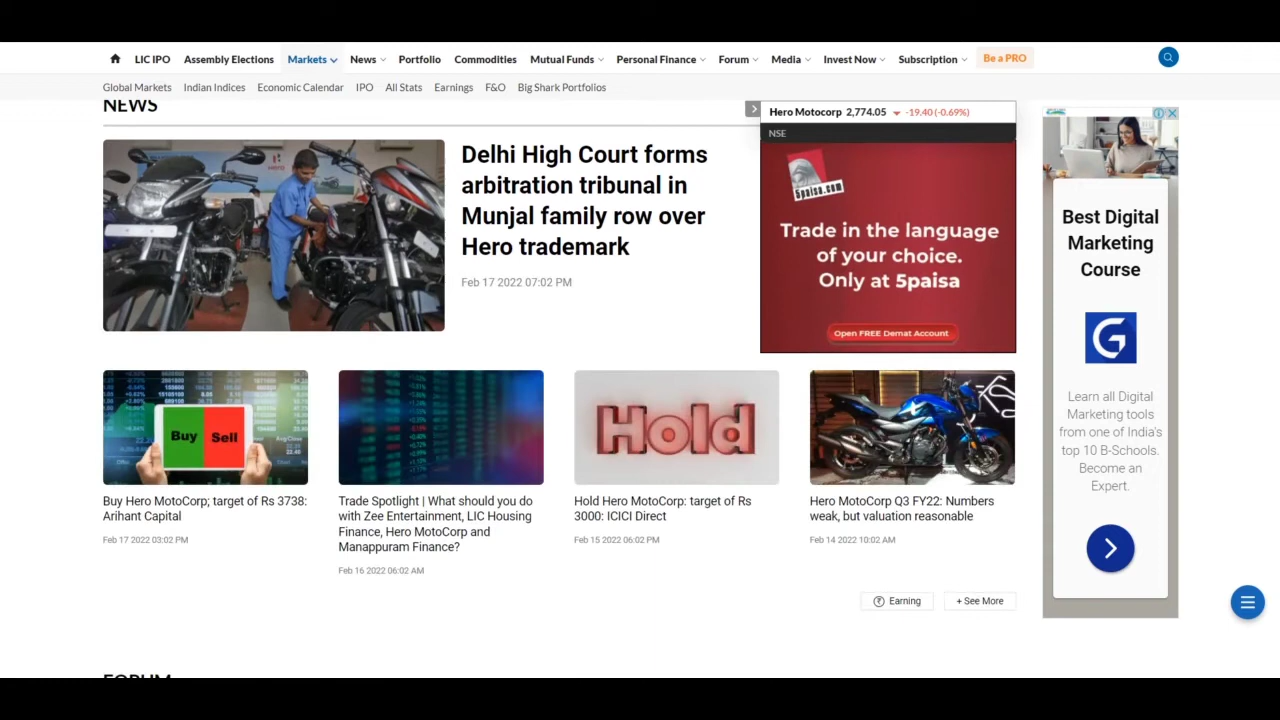 LIC IPO Assembly Elections Markets News Portfolio Commodities Mutual Funds Personal Finance Forum Media Invest Now Subscription Be a PRO
Global Markets Indian Indices Economic Calendar IPO All Stats Earnings F&O Big Shark Portfolios
NEWS
Delhi High Court forms
arbitration tribunal in
Munjal family row over
Hero trademark
Feb 17 2022 07:02 PM
Hero Motocorp 2,774.05 -19.40 (-0.69%)
NSE
5paisa.com
Trade in the language
of your choice.
Only at 5paisa
Open FREE Demat Account
Best Digital
Marketing
Course
G
Learn all Digital
Marketing tools
from one of India's
top 10 B-Schools.
Become an
Expert.
Buy Sell
Buy Hero MotoCorp; target of Rs 3738:
Arihant Capital
Feb 17 2022 03:02 PM
Trade Spotlight | What should you do
with Zee Entertainment, LIC Housing
Finance, Hero MotoCorp and
Manappuram Finance?
Feb 16 2022 06:02 AM
Hold
Hold Hero MotoCorp: target of Rs
3000: ICICI Direct
Feb 15 2022 06:02 PM
Hero MotoCorp Q3 FY22: Numbers
weak, but valuation reasonable
Feb 14 2022 10:02 AM
Earning + See More
FORUM